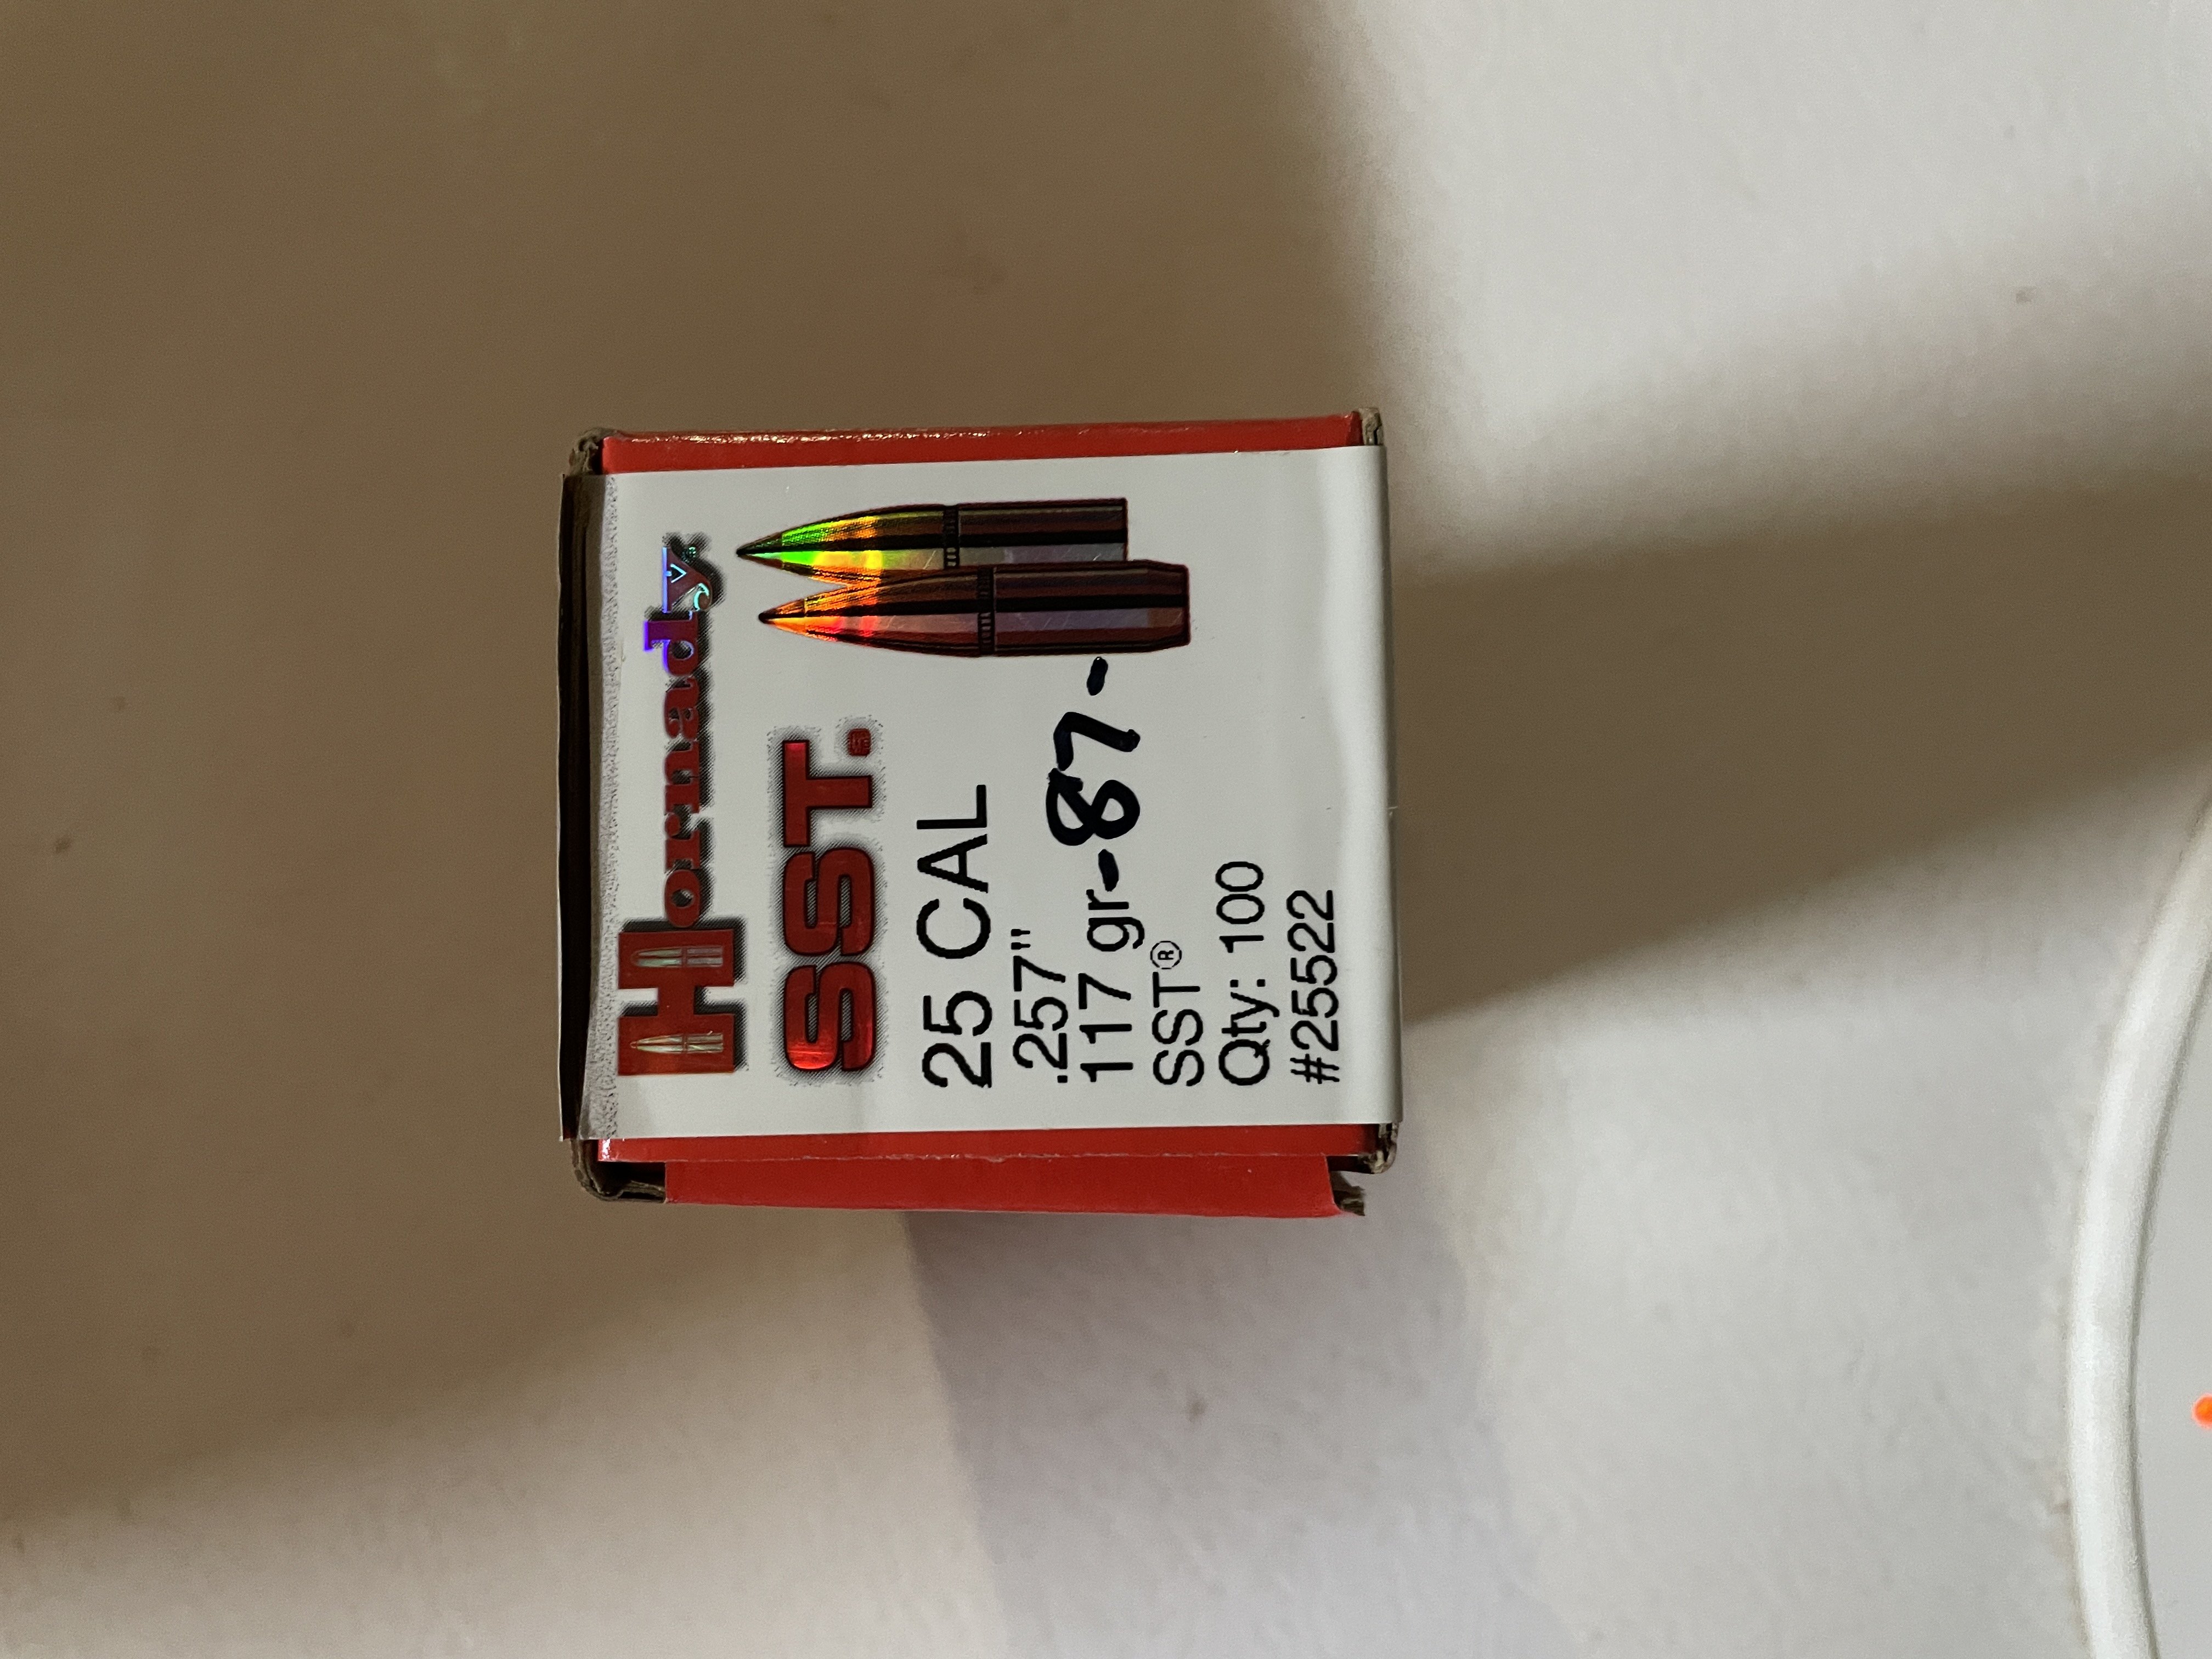 Hornady
SST®
25 CAL
.257"
117 gr-87-
SST®
Qty: 100
#25522